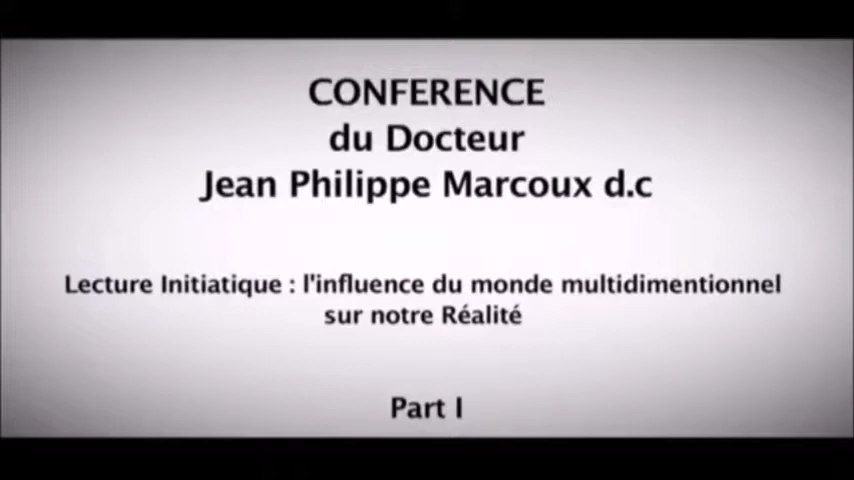 CONFERENCE
du Docteur
Jean Philippe Marcoux d.c
Lecture Initiatique : l'influence du monde multidimentionnel
sur notre Réalité
Part I